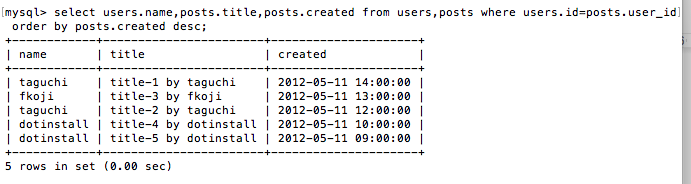 [mysql> select users.name,posts.title,posts.created from users,posts where users.id=posts.user_id]
order by posts.created desc;
+------------+-----------------------+---------------------+
| name       | title                 | created             |
+------------+-----------------------+---------------------+
| taguchi    | title-1 by taguchi    | 2012-05-11 14:00:00 |
| fkoji      | title-3 by fkoji      | 2012-05-11 13:00:00 |
| taguchi    | title-2 by taguchi    | 2012-05-11 12:00:00 |
| dotinstall | title-4 by dotinstall | 2012-05-11 10:00:00 |
| dotinstall | title-5 by dotinstall | 2012-05-11 09:00:00 |
+------------+-----------------------+---------------------+
5 rows in set (0.00 sec)